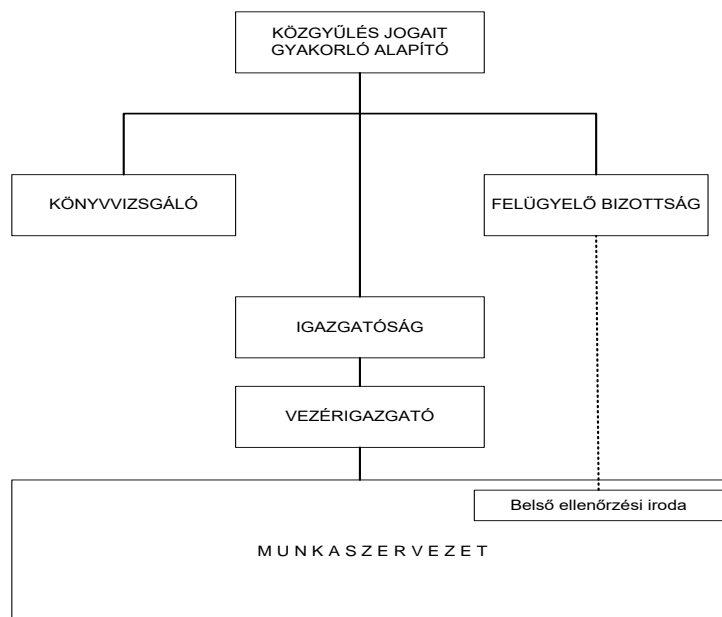 KÖZGYŰLÉS JOGAIT
GYAKORLÓ ALAPÍTÓ
KÖNYVVIZSGÁLÓ
FELÜGYELŐ BIZOTTSÁG
IGAZGATÓSÁG
VEZÉRIGAZGATÓ
Belső ellenőrzési iroda
M U N K A S Z E R V E Z E T